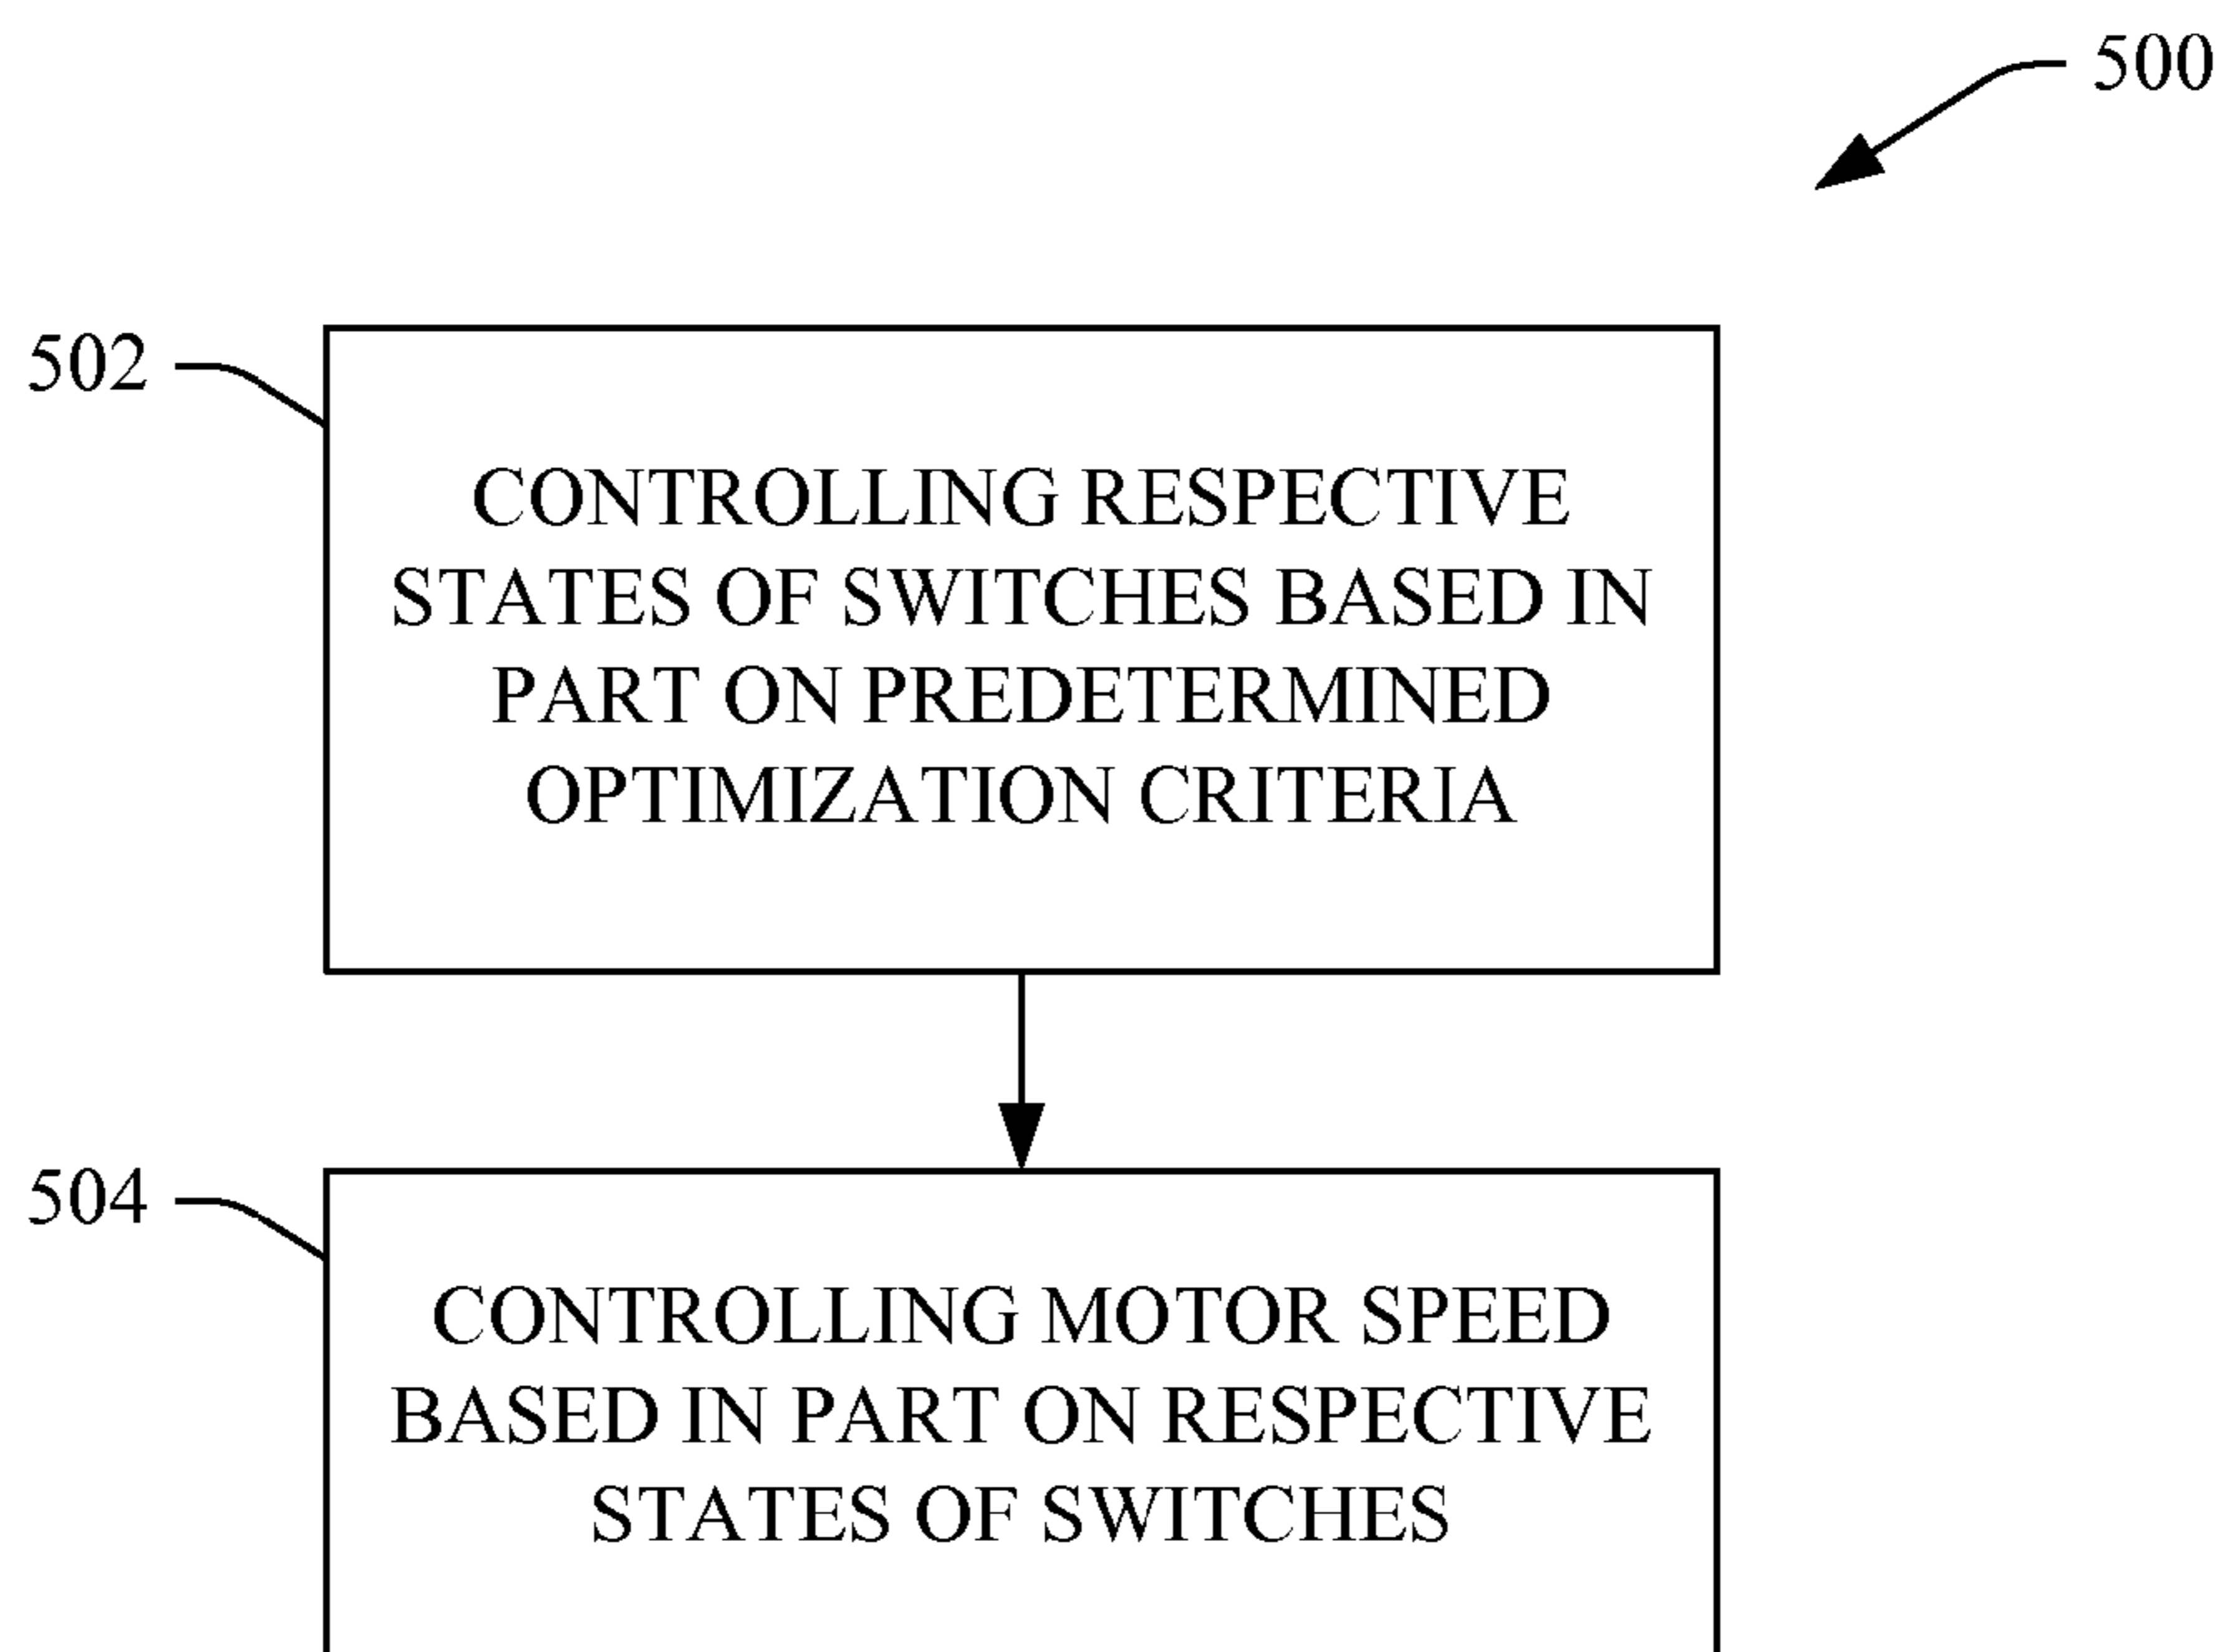 500
502
CONTROLLING RESPECTIVE
STATES OF SWITCHES BASED IN
PART ON PREDETERMINED
OPTIMIZATION CRITERIA
504
CONTROLLING MOTOR SPEED
BASED IN PART ON RESPECTIVE
STATES OF SWITCHES